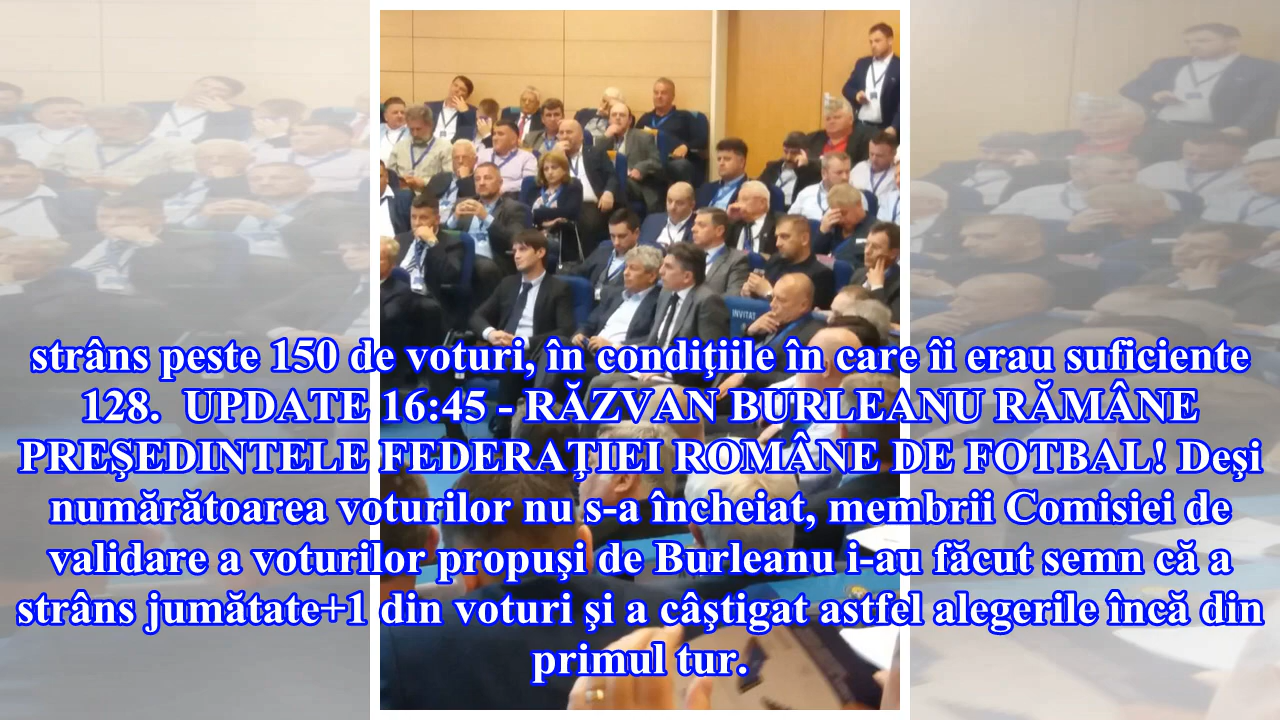 INVITAT
strâns peste 150 de voturi, în condiţiile în care îi erau suficiente
128.  UPDATE 16:45 - RĂZVAN BURLEANU RĂMÂNE
PREŞEDINTELE FEDERAŢIEI ROMÂNE DE FOTBAL! Deşi
numărătoarea voturilor nu s-a încheiat, membrii Comisiei de
validare a voturilor propuşi de Burleanu i-au făcut semn că a
strâns jumătate+1 din voturi şi a câştigat astfel alegerile încă din
primul tur.